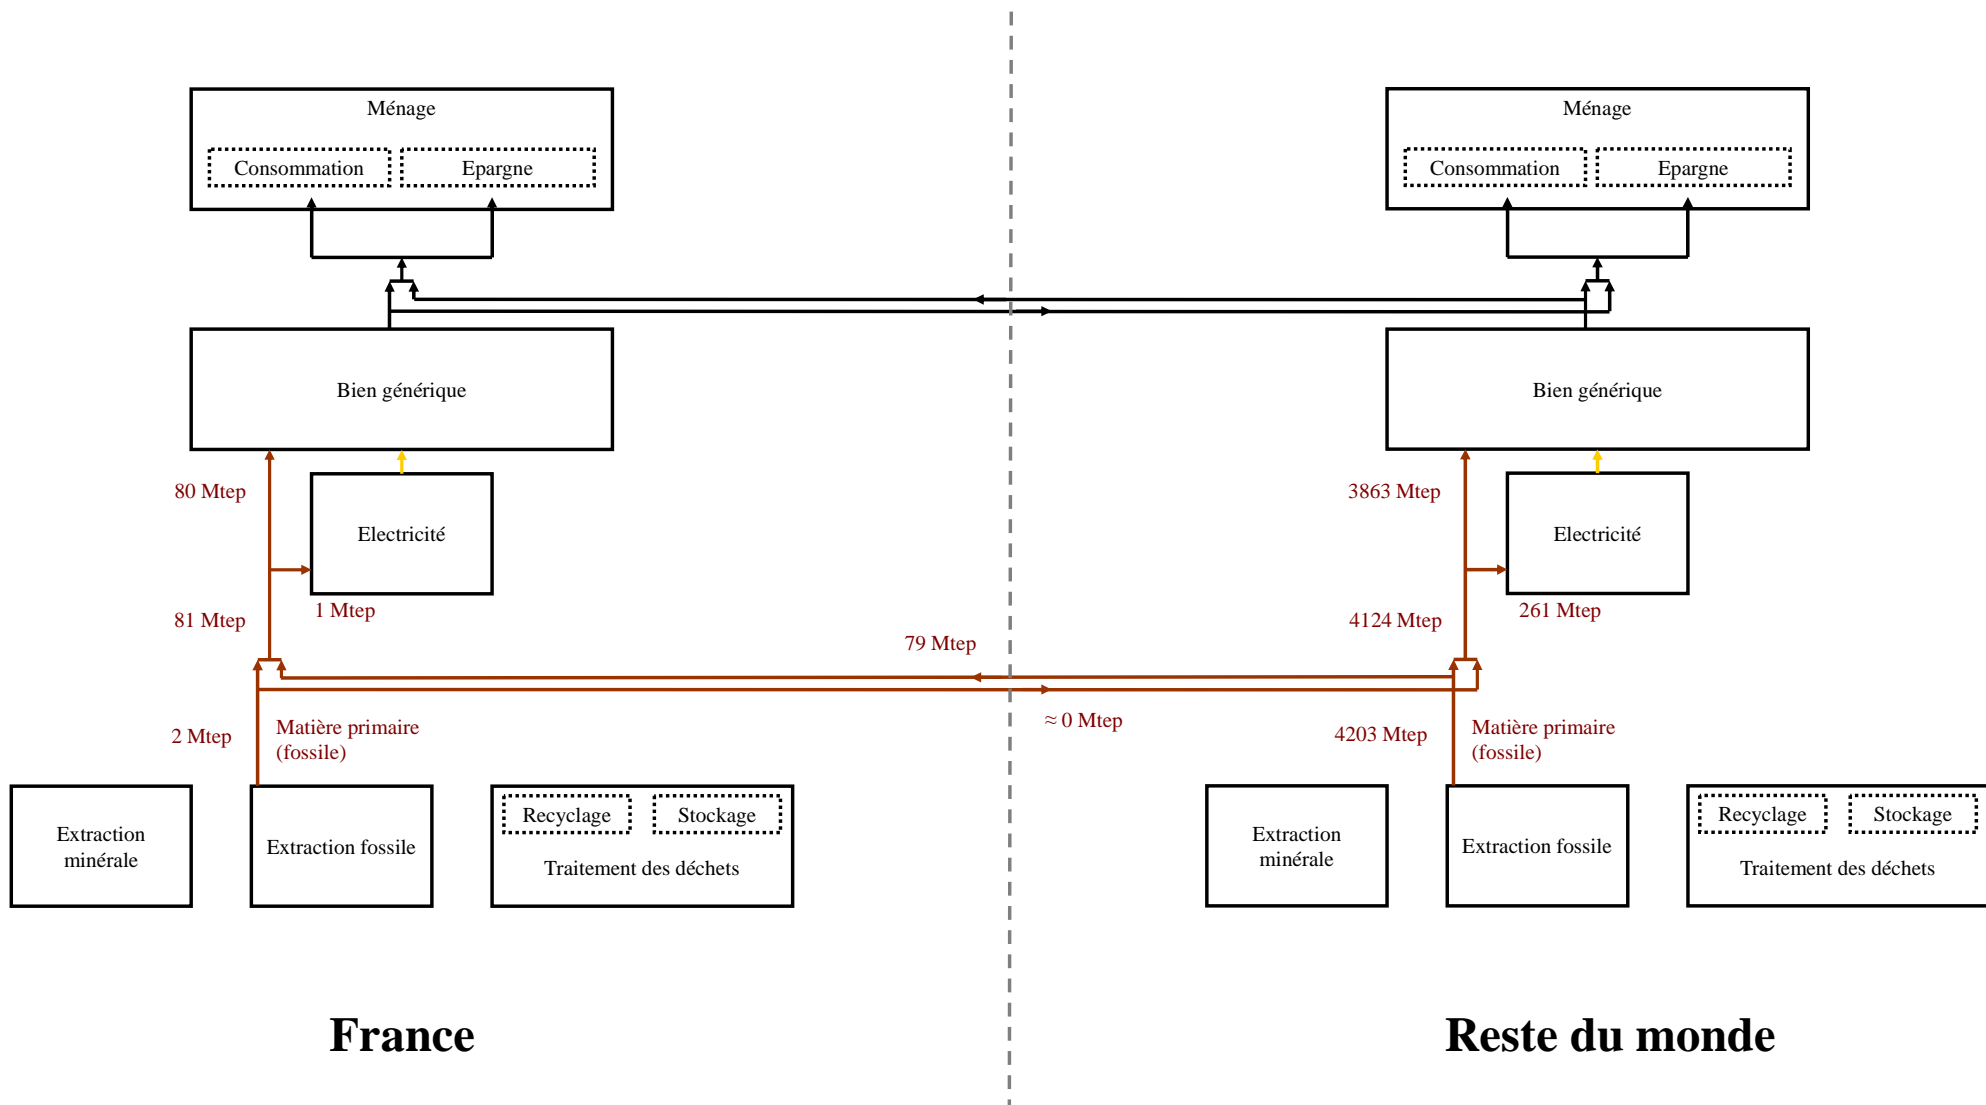 Ménage
Consommation
Epargne
Bien générique
80 Mtep
Electricité
1 Mtep
81 Mtep
79 Mtep
≈ 0 Mtep
2 Mtep
Matière primaire
(fossile)
Extraction
minérale
Extraction fossile
Recyclage
Stockage
Traitement des déchets
France
Ménage
Consommation
Epargne
Bien générique
3863 Mtep
Electricité
261 Mtep
4124 Mtep
4203 Mtep
Matière primaire
(fossile)
Extraction
minérale
Extraction fossile
Recyclage
Stockage
Traitement des déchets
Reste du monde